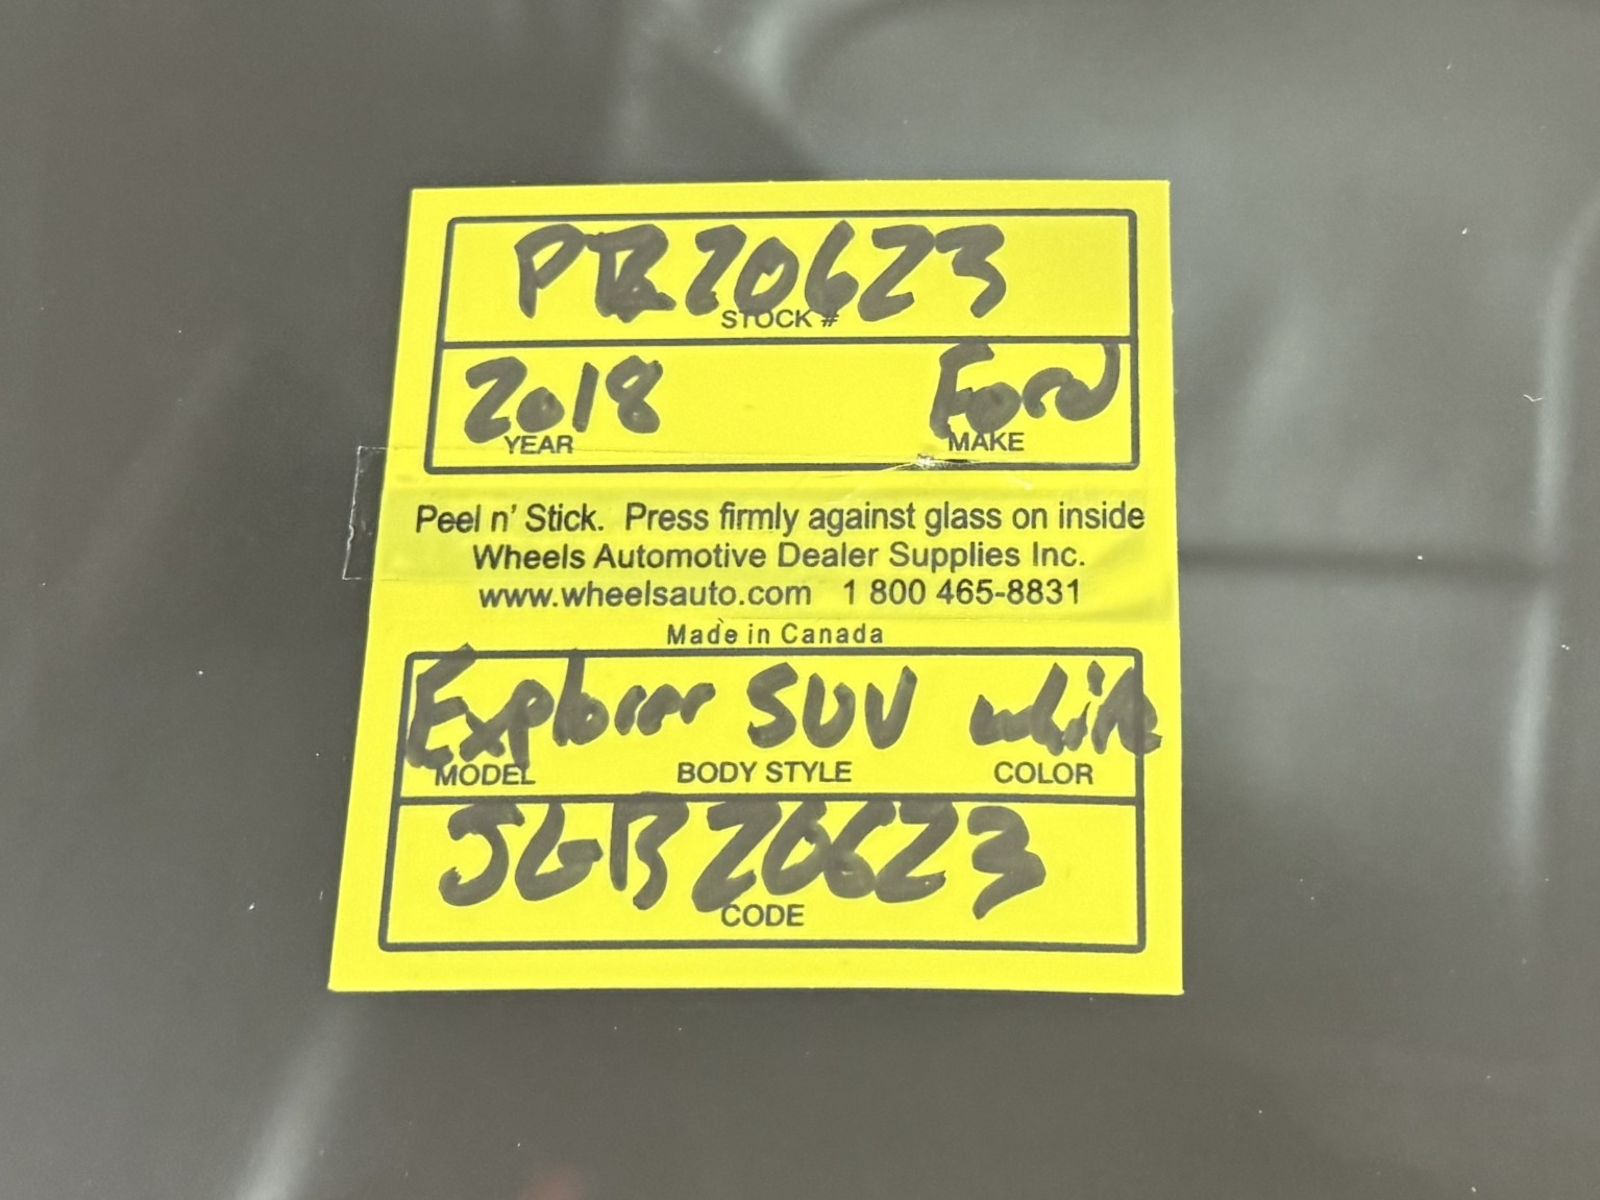 PB20623
STOCK #
2018 Ford
YEAR MAKE
Peel n' Stick. Press firmly against glass on inside
Wheels Automotive Dealer Supplies Inc.
www.wheelsauto.com 1 800 465-8831
Made in Canada
Explorer SUV white
MODEL BODY STYLE COLOR
JGB20623
CODE